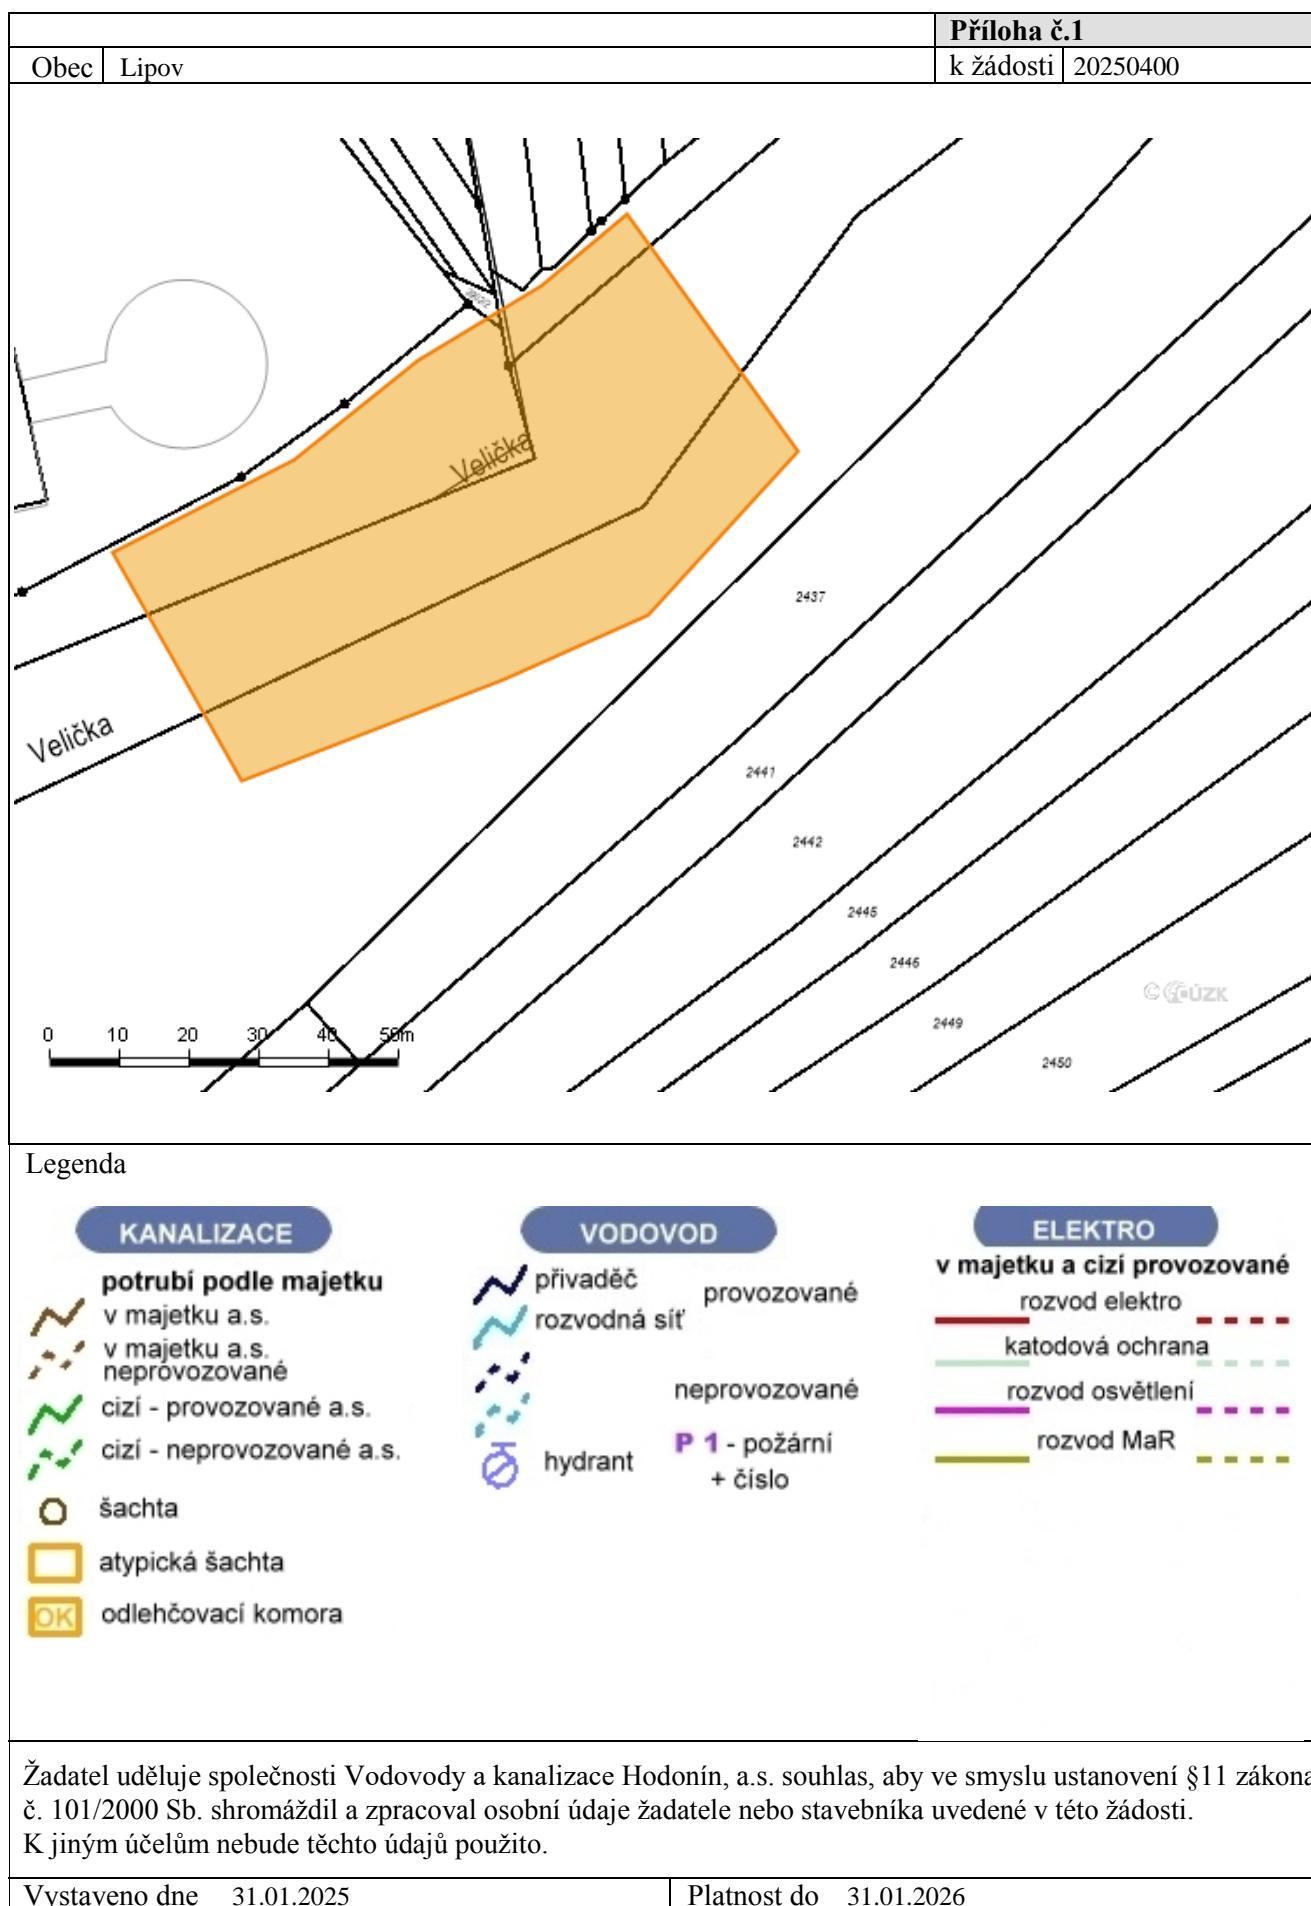 Příloha č.1
Obec Lipov k žádosti 20250400
Velička
Velička
2437
2441
2442
2445
2446
2449
2450
© ČÚZK
0 10 20 30 40 50m
Legenda
KANALIZACE
potrubí podle majetku
v majetku a.s.
v majetku a.s.
neprovozované
cizí - provozované a.s.
cizí - neprovozované a.s.
šachta
atypická šachta
OK odlehčovací komora
VODOVOD
přivaděč
provozované
rozvodná síť
neprovozované
hydrant
P 1 - požární
+ číslo
ELEKTRO
v majetku a cizí provozované
rozvod elektro
katodová ochrana
rozvod osvětlení
rozvod MaR
Žadatel uděluje společnosti Vodovody a kanalizace Hodonín, a.s. souhlas, aby ve smyslu ustanovení §11 zákona
č. 101/2000 Sb. shromáždil a zpracoval osobní údaje žadatele nebo stavebníka uvedené v této žádosti.
K jiným účelům nebude těchto údajů použito.
Vystaveno dne 31.01.2025 Platnost do 31.01.2026